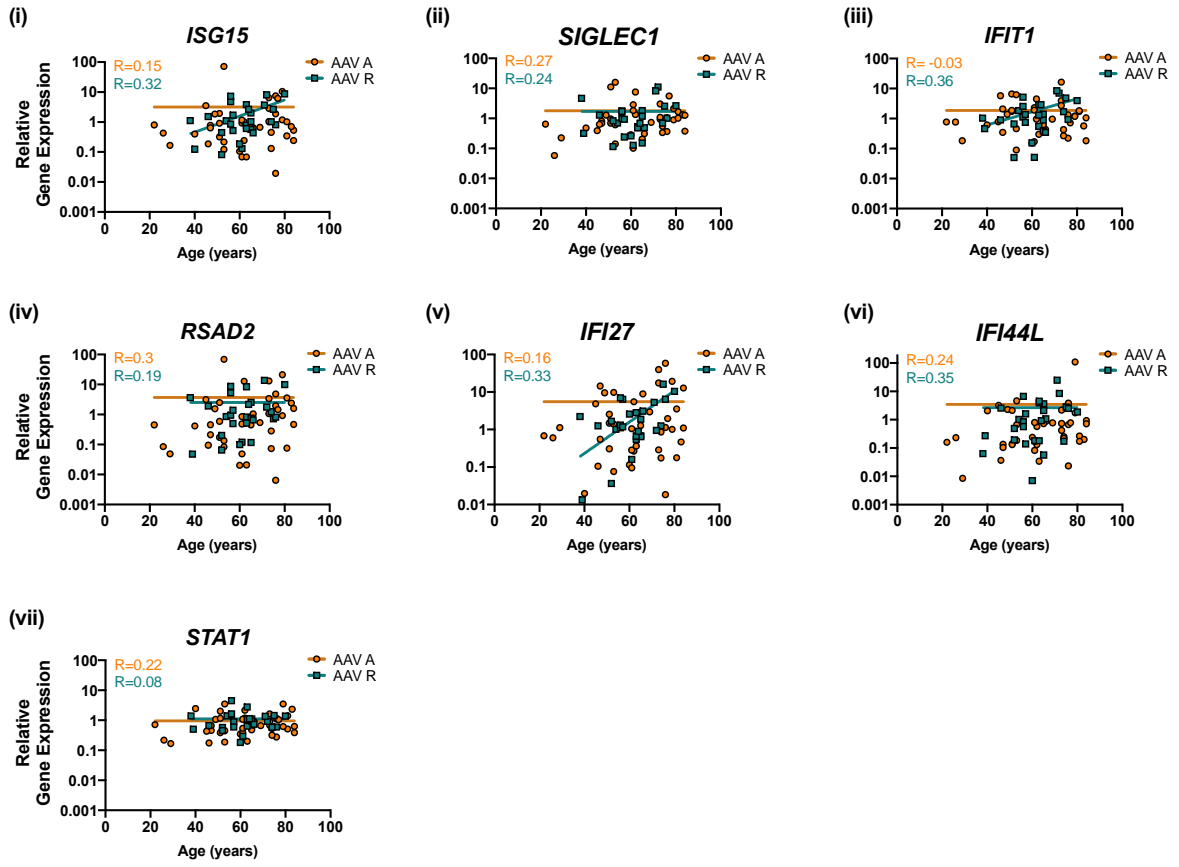 (i)
ISG15
R=0.15
R=0.32
AAV A
AAV R
100
10
1
0.1
0.01
0.001
0 20 40 60 80 100
Relative
Gene Expression
Age (years)
(ii)
SIGLEC1
R=0.27
R=0.24
AAV A
AAV R
100
10
1
0.1
0.01
0.001
0 20 40 60 80 100
Age (years)
(iii)
IFIT1
R= -0.03
R=0.36
AAV A
AAV R
100
10
1
0.1
0.01
0.001
0 20 40 60 80 100
Age (years)
(iv)
RSAD2
R=0.3
R=0.19
AAV A
AAV R
100
10
1
0.1
0.01
0.001
0 20 40 60 80 100
Relative
Gene Expression
Age (years)
(v)
IFI27
R=0.16
R=0.33
AAV A
AAV R
100
10
1
0.1
0.01
0 20 40 60 80 100
Age (years)
(vi)
IFI44L
R=0.24
R=0.35
AAV A
AAV R
100
10
1
0.1
0.01
0.001
0 20 40 60 80 100
Age (years)
(vii)
STAT1
R=0.22
R=0.08
AAV A
AAV R
100
10
1
0.1
0.01
0.001
0 20 40 60 80 100
Relative
Gene Expression
Age (years)